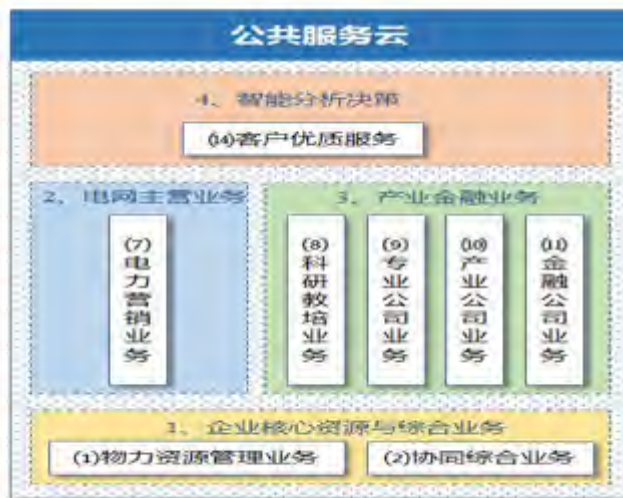 公共服务云
4、智能分析决策
(14)客户优质服务
2、电网主营业务
3、产业金融业务
(7)电力营销业务
(8)科研教培业务
(9)专业公司业务
(10)产业公司业务
(11)金融公司业务
1、企业核心资源与综合业务
(1)物力资源管理业务
(2)协同综合业务